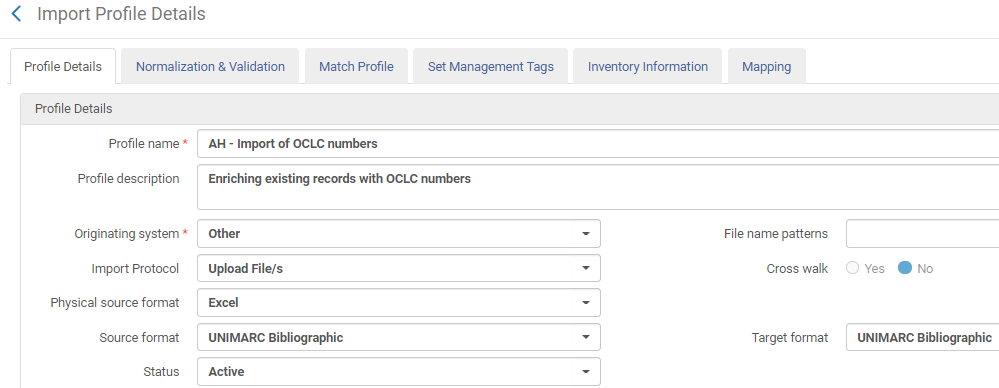 Import Profile Details
Profile Details Normalization & Validation Match Profile Set Management Tags Inventory Information Mapping
Profile Details
Profile name * AH - Import of OCLC numbers
Profile description Enriching existing records with OCLC numbers
Originating system * Other File name patterns
Import Protocol Upload File/s Cross walk Yes No
Physical source format Excel
Source format UNIMARC Bibliographic Target format UNIMARC Bibliographic
Status Active